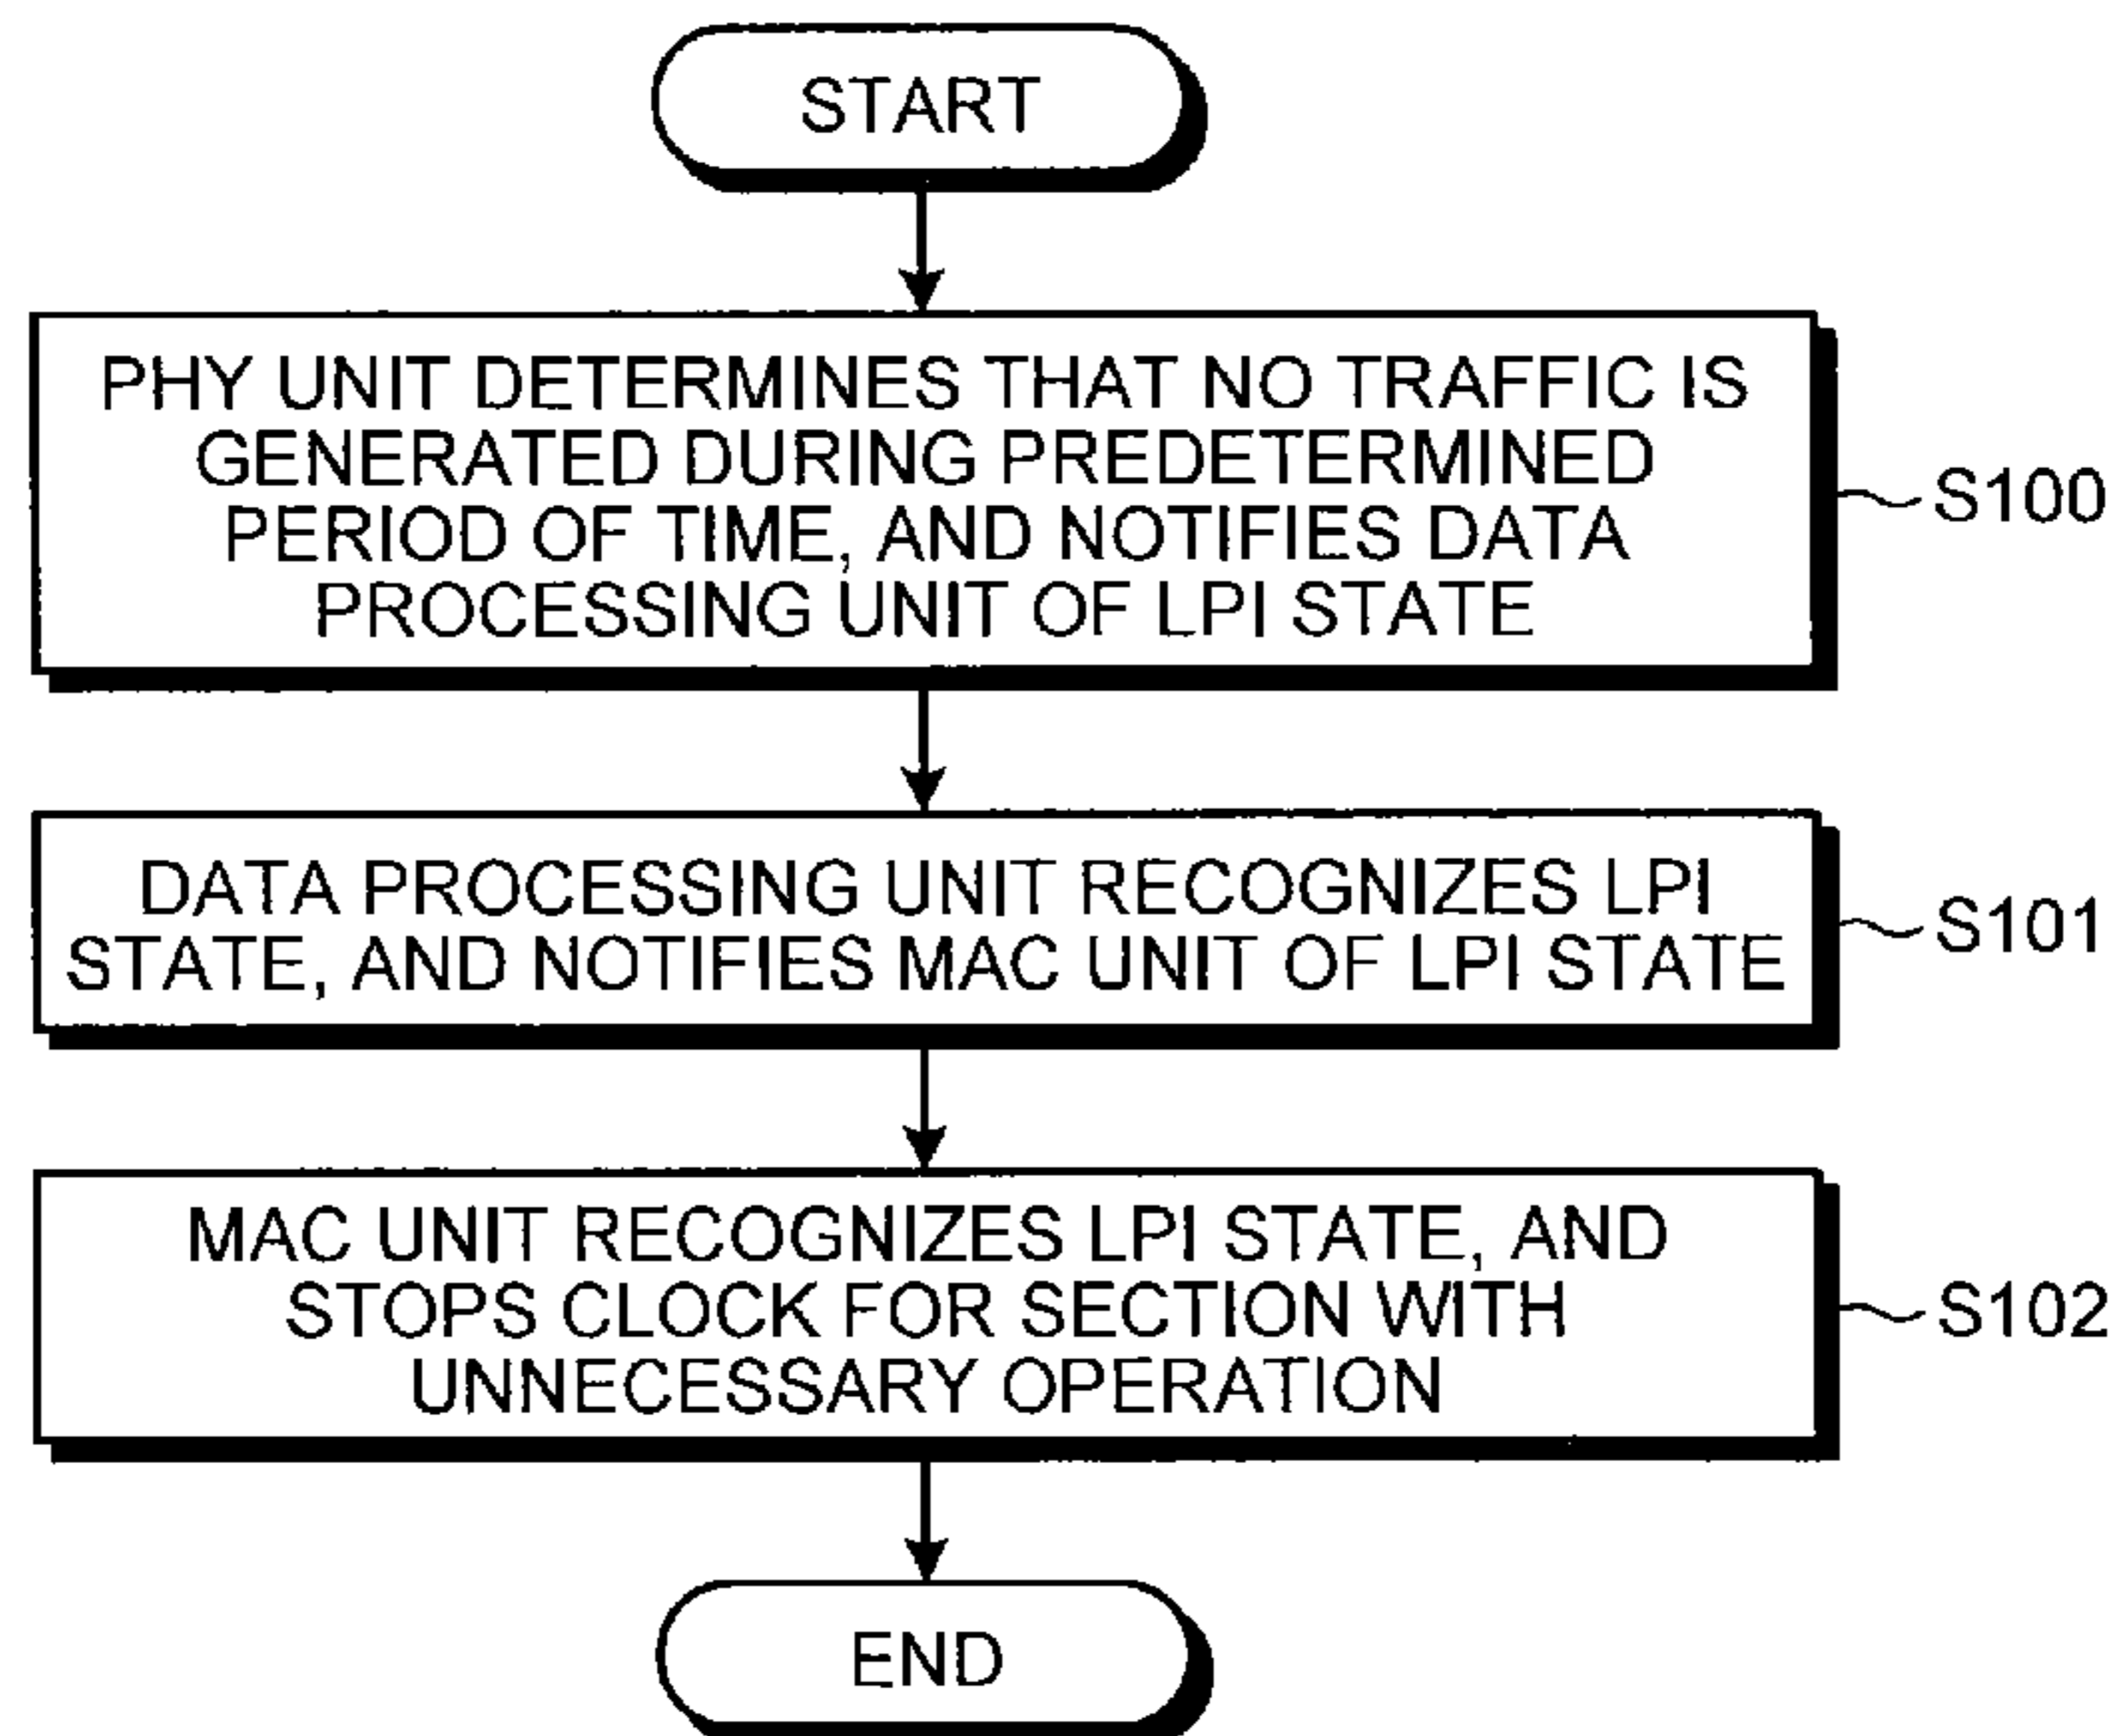 START
PHY UNIT DETERMINES THAT NO TRAFFIC IS
GENERATED DURING PREDETERMINED
PERIOD OF TIME, AND NOTIFIES DATA
PROCESSING UNIT OF LPI STATE
S100
DATA PROCESSING UNIT RECOGNIZES LPI
STATE, AND NOTIFIES MAC UNIT OF LPI STATE
S101
MAC UNIT RECOGNIZES LPI STATE, AND
STOPS CLOCK FOR SECTION WITH
UNNECESSARY OPERATION
S102
END